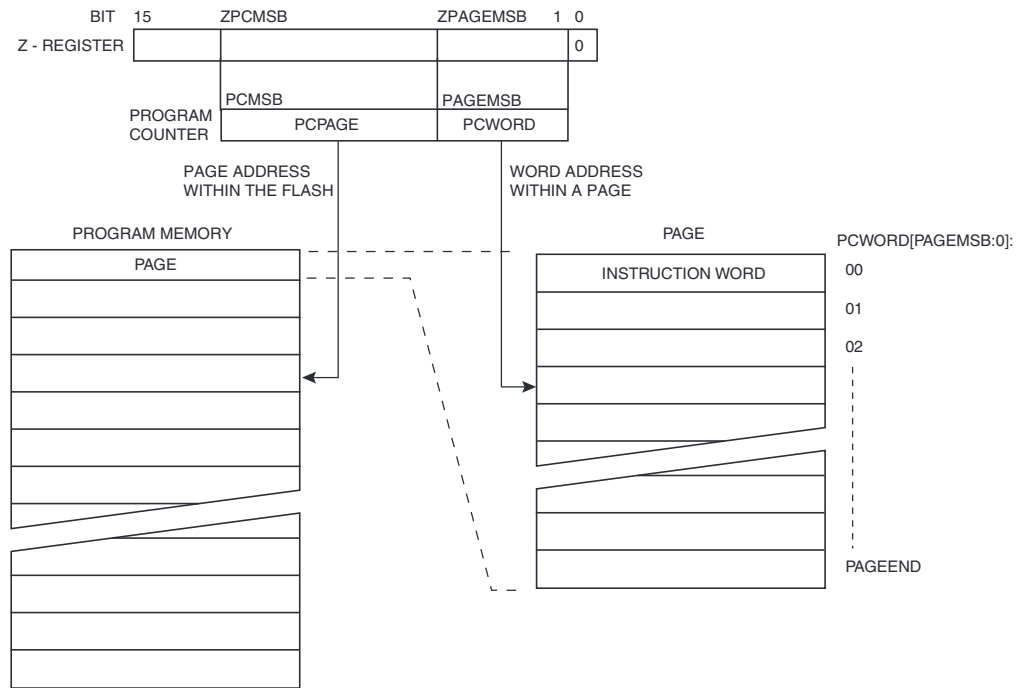 BIT 15 ZPCMSB ZPAGEMSB 1 0
Z - REGISTER 0
PCMSB PAGEMSB
PROGRAM
COUNTER
PCPAGE PCWORD
PAGE ADDRESS
WITHIN THE FLASH
WORD ADDRESS
WITHIN A PAGE
PROGRAM MEMORY
PAGE
PAGE
PCWORD[PAGEMSB:0]:
INSTRUCTION WORD
00
01
02
PAGEEND